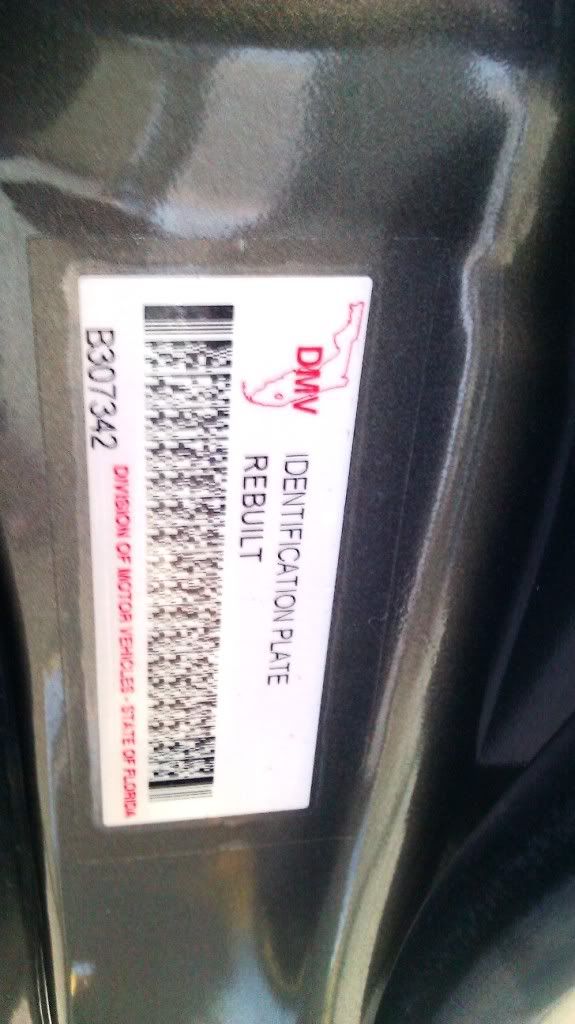 DMV
IDENTIFICATION PLATE
REBUILT
B307342 DIVISION OF MOTOR VEHICLES - STATE OF FLORIDA